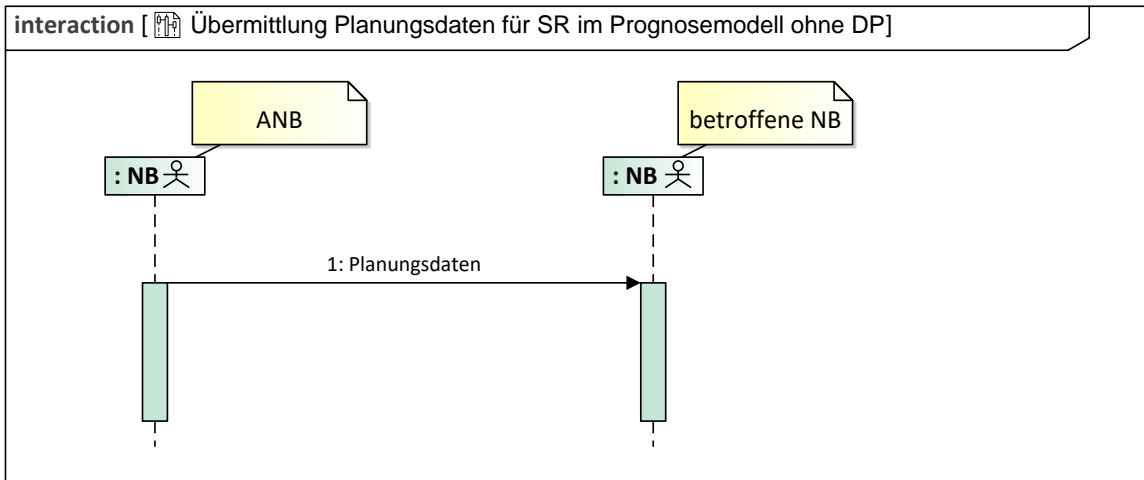 interaction [ Übermittlung Planungsdaten für SR im Prognosemodell ohne DP]
ANB
betroffene NB
: NB
: NB
1: Planungsdaten